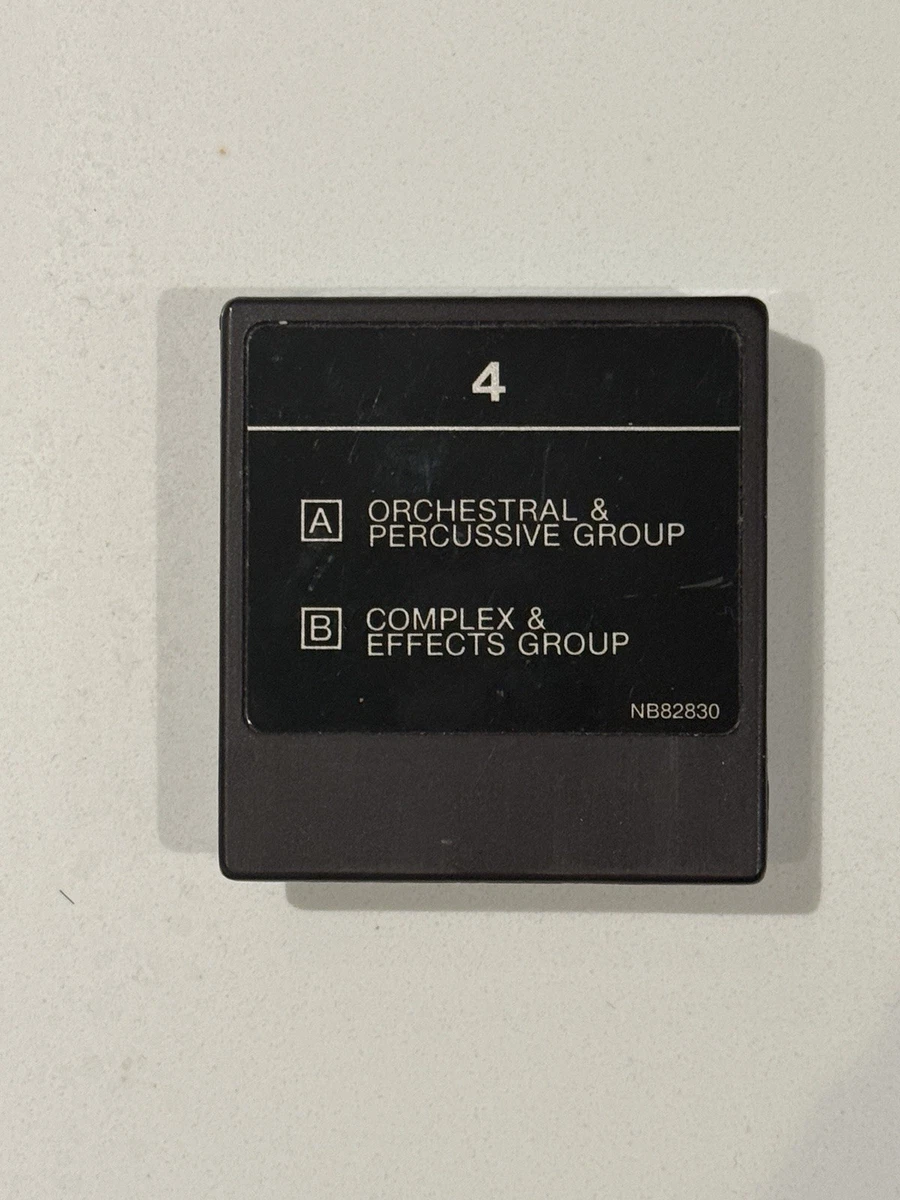 4
A ORCHESTRAL &
PERCUSSIVE GROUP
B COMPLEX &
EFFECTS GROUP
NB82830